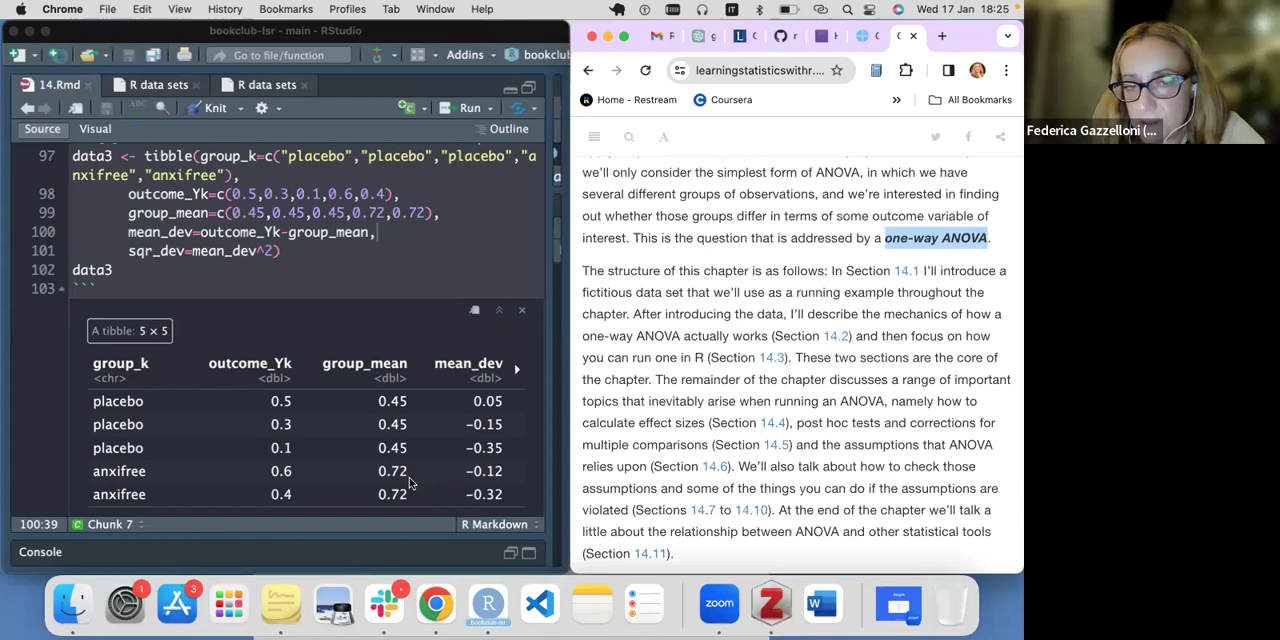 Chrome File Edit View History Bookmarks Profiles Tab Window Help Wed 17 Jan 18:25
bookclub-lsr - main - RStudio
Go to file/function Addins bookclu
14.Rmd R data sets R data sets
Knit Run
Source Visual Outline
97 data3 <- tibble(group_k=c("placebo","placebo","placebo","a
nxifree","anxifree"),
98 outcome_Yk=c(0.5,0.3,0.1,0.6,0.4),
99 group_mean=c(0.45,0.45,0.45,0.72,0.72),
100 mean_dev=outcome_Yk-group_mean,
101 sqr_dev=mean_dev^2)
102 data3
103 ```
A tibble: 5 × 5
group_k outcome_Yk group_mean mean_dev
<chr> <dbl> <dbl> <dbl>
placebo 0.5 0.45 0.05
placebo 0.3 0.45 -0.15
placebo 0.1 0.45 -0.35
anxifree 0.6 0.72 -0.12
anxifree 0.4 0.72 -0.32
100:39 Chunk 7 R Markdown
Console
learningstatisticswithr....
Home - Restream Coursera » All Bookmarks
we'll only consider the simplest form of ANOVA, in which we have
several different groups of observations, and we're interested in finding
out whether those groups differ in terms of some outcome variable of
interest. This is the question that is addressed by a one-way ANOVA.
The structure of this chapter is as follows: In Section 14.1 I'll introduce a
fictitious data set that we'll use as a running example throughout the
chapter. After introducing the data, I'll describe the mechanics of how a
one-way ANOVA actually works (Section 14.2) and then focus on how
you can run one in R (Section 14.3). These two sections are the core of
the chapter. The remainder of the chapter discusses a range of important
topics that inevitably arise when running an ANOVA, namely how to
calculate effect sizes (Section 14.4), post hoc tests and corrections for
multiple comparisons (Section 14.5) and the assumptions that ANOVA
relies upon (Section 14.6). We'll also talk about how to check those
assumptions and some of the things you can do if the assumptions are
violated (Sections 14.7 to 14.10). At the end of the chapter we'll talk a
little about the relationship between ANOVA and other statistical tools
(Section 14.11).
Federica Gazzelloni (...
1 3
R bookclub-lsr zoom Z W zoom